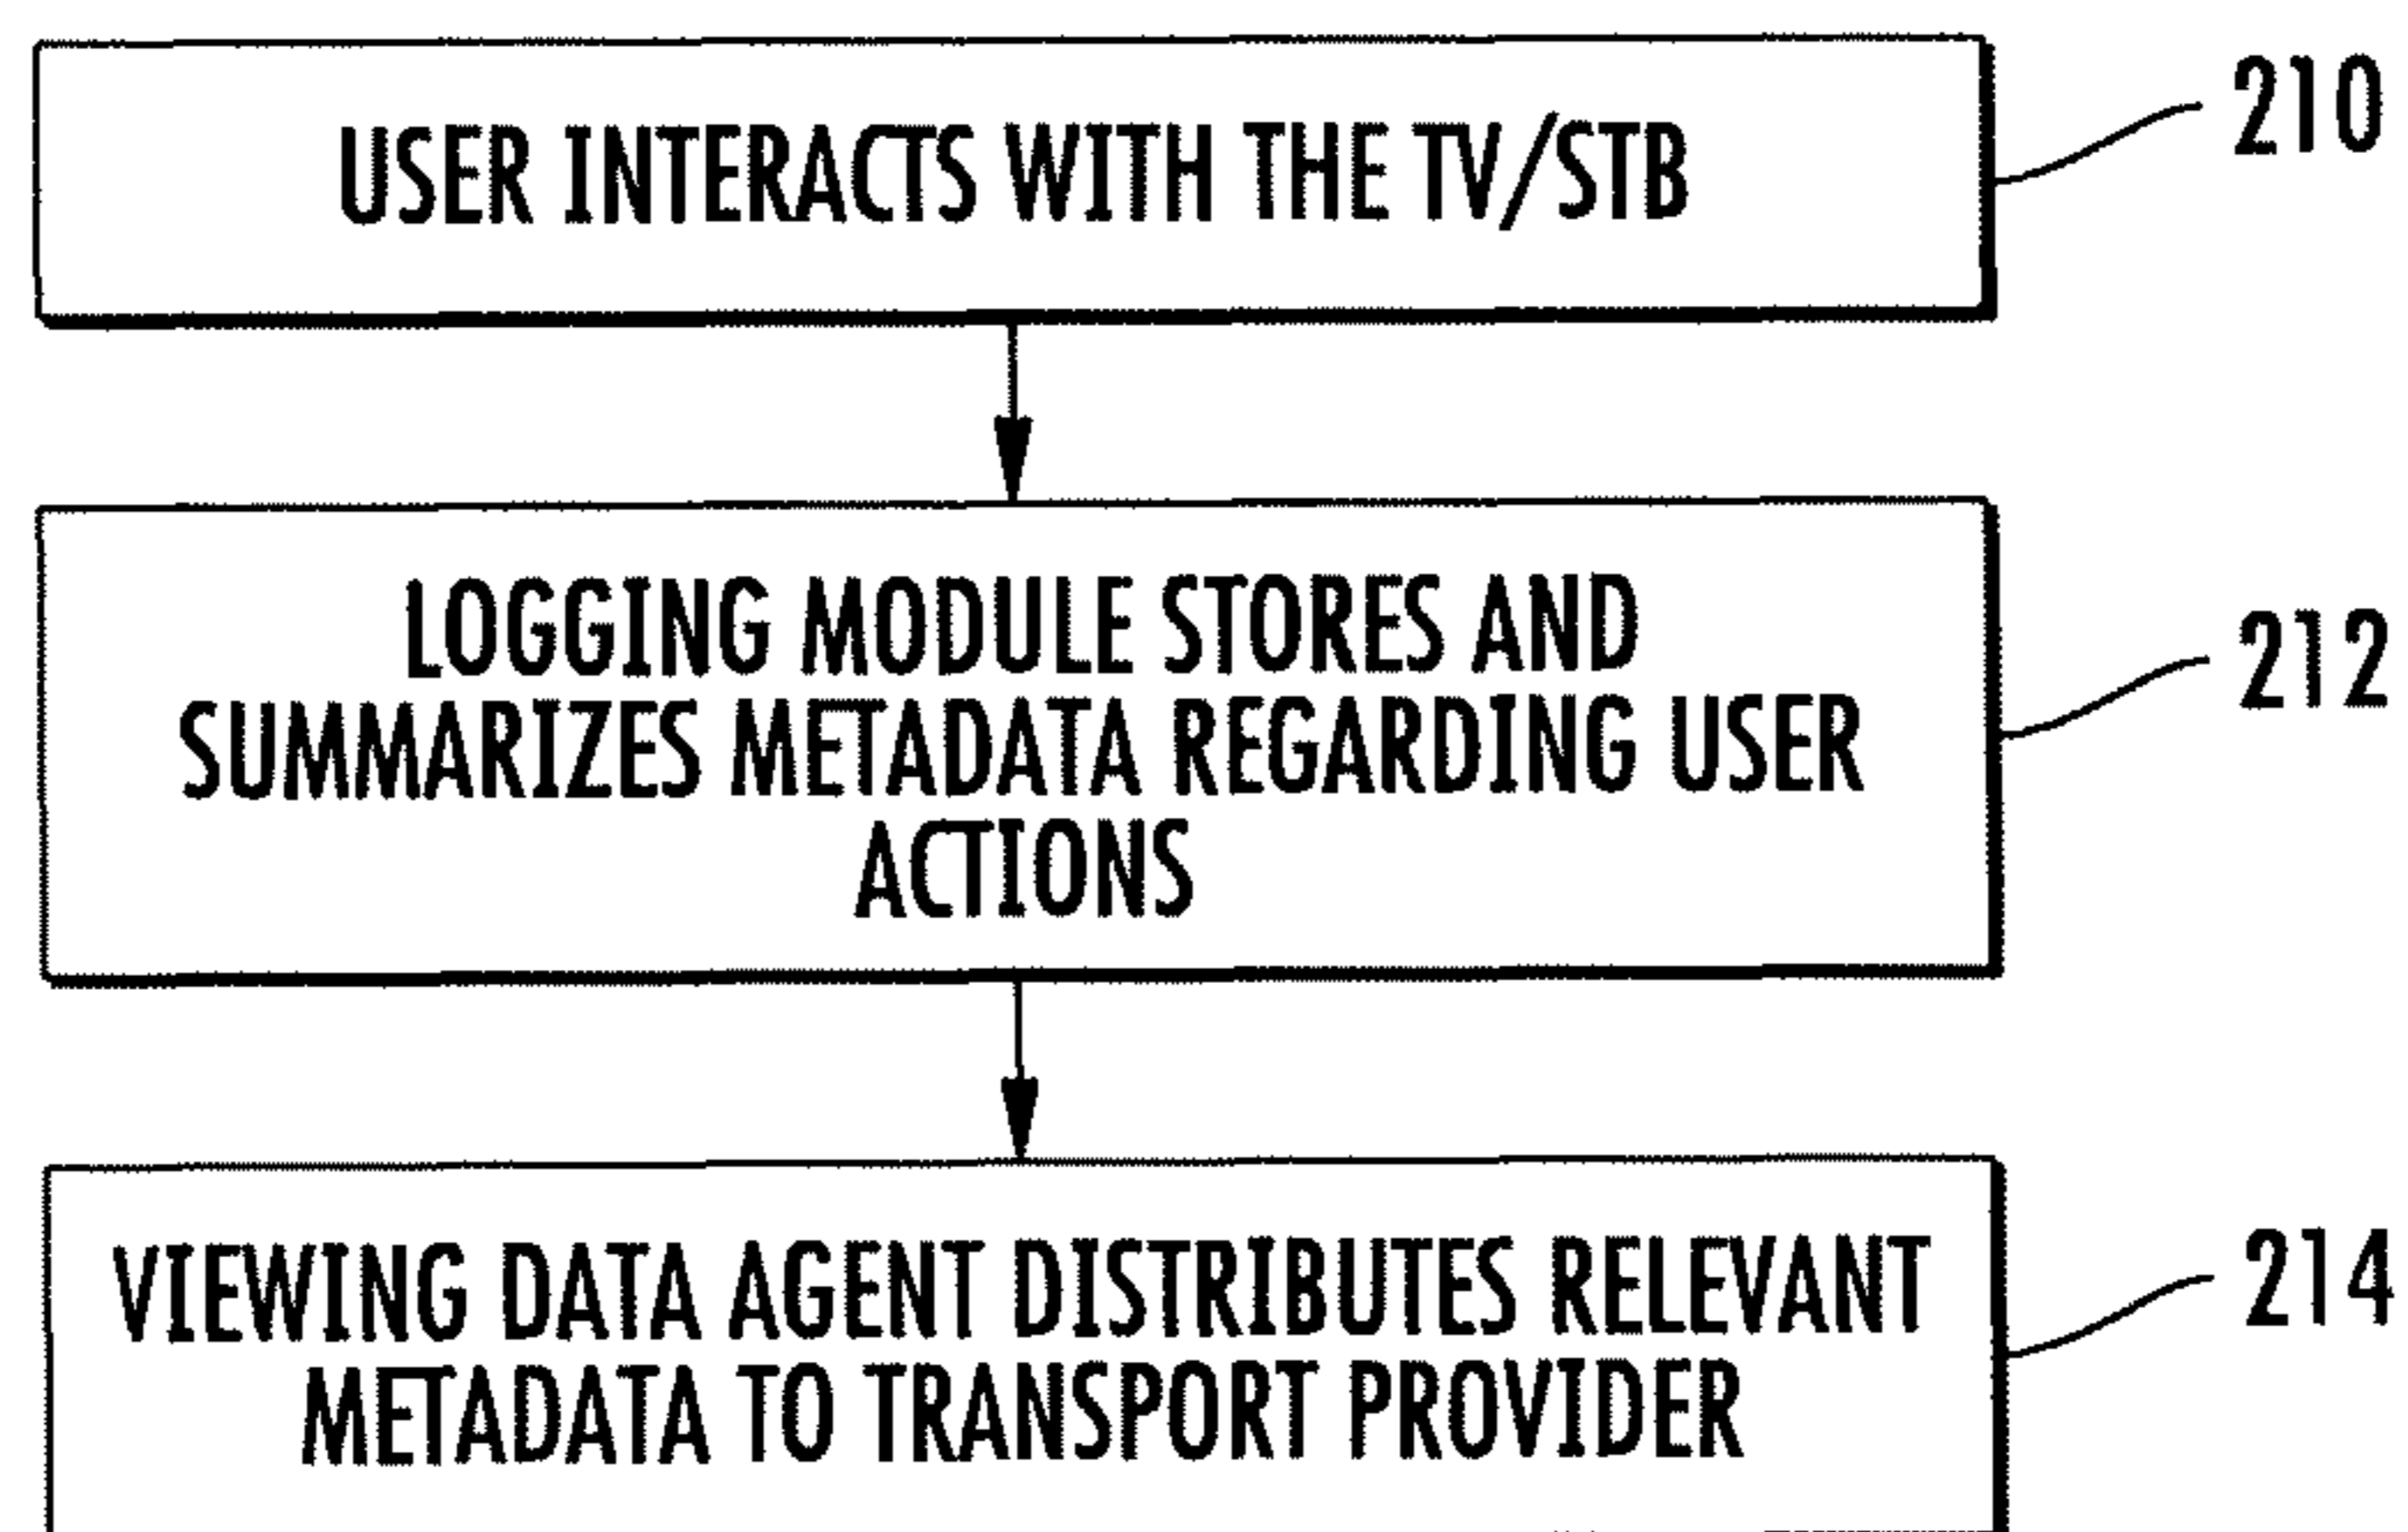 USER INTERACTS WITH THE TV/STB
210
LOGGING MODULE STORES AND
SUMMARIZES METADATA REGARDING USER
ACTIONS
212
VIEWING DATA AGENT DISTRIBUTES RELEVANT
METADATA TO TRANSPORT PROVIDER
214